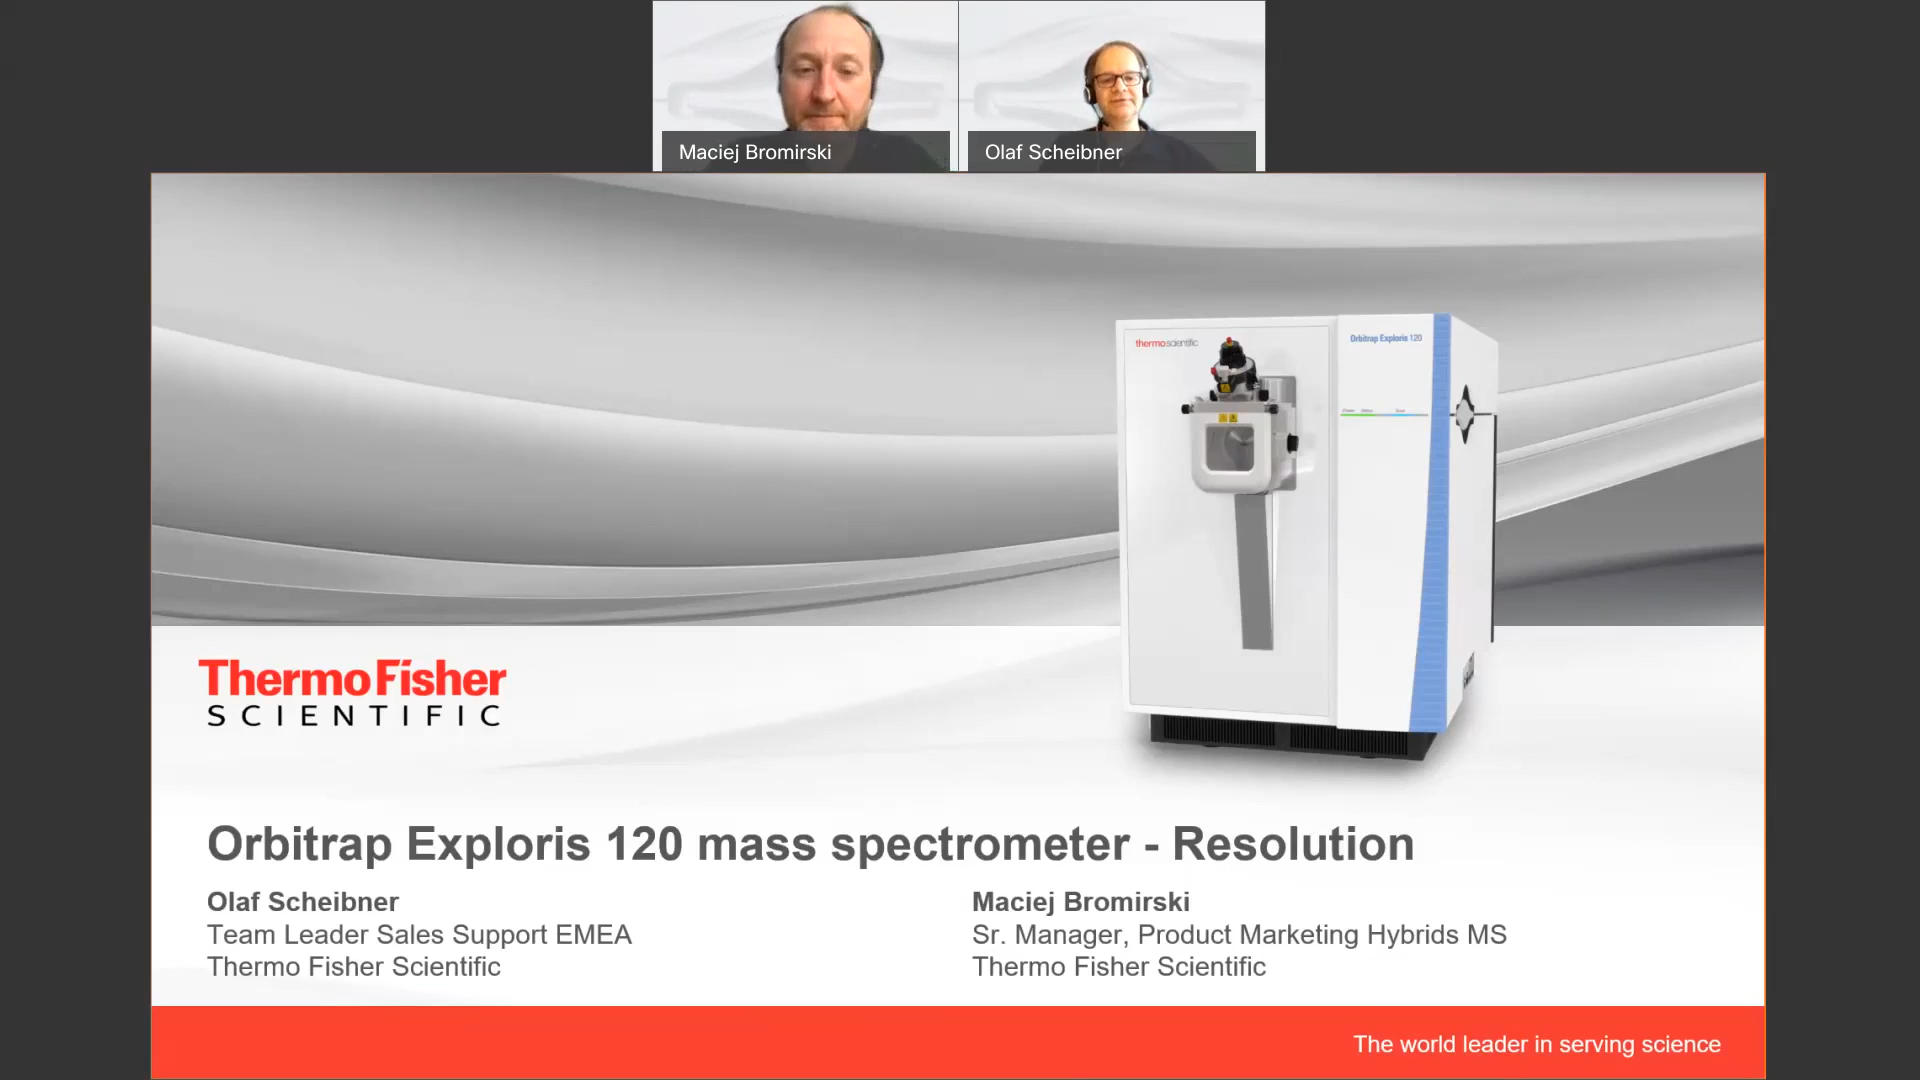 Maciej Bromirski
Olaf Scheibner
thermo scientific
Orbitrap Exploris 120
ThermoFisher
SCIENTIFIC
Orbitrap Exploris 120 mass spectrometer - Resolution
Olaf Scheibner
Team Leader Sales Support EMEA
Thermo Fisher Scientific
Maciej Bromirski
Sr. Manager, Product Marketing Hybrids MS
Thermo Fisher Scientific
The world leader in serving science